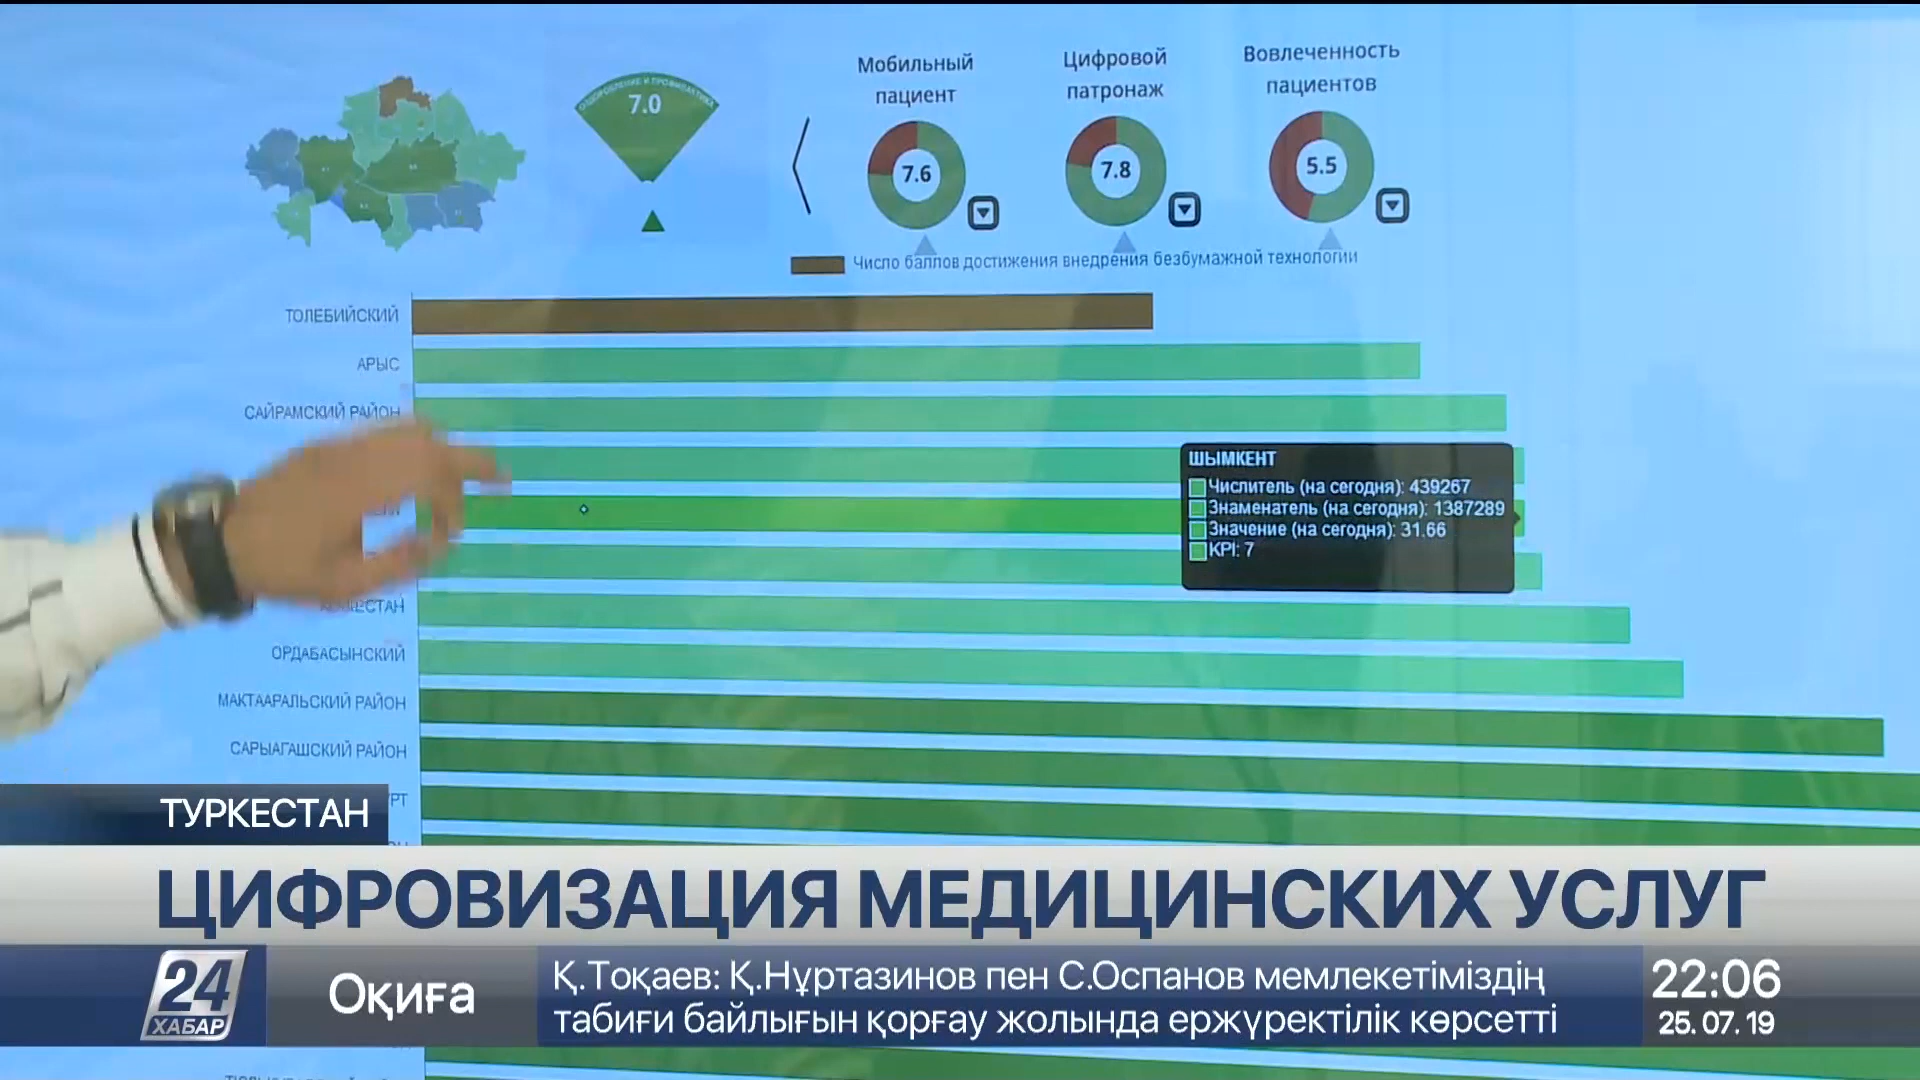 Мобильный
пациент
Цифровой
патронаж
Вовлеченность
пациентов
ОЗДОРОВЛЕНИЕ И ПРОФИЛАКТИКА
7.0
7.6
7.8
5.5
Число баллов достижения внедрения безбумажной технологии
ТОЛЕБИЙСКИЙ
АРЫС
САЙРАМСКИЙ РАЙОН
ШЫМКЕНТ
Числитель (на сегодня): 439267
Знаменатель (на сегодня): 1387289
Значение (на сегодня): 31.66
KPI: 7
ОРДАБАСЫНСКИЙ
МАКТААРАЛЬСКИЙ РАЙОН
САРЫАГАШСКИЙ РАЙОН
ТУРКЕСТАН
ЦИФРОВИЗАЦИЯ МЕДИЦИНСКИХ УСЛУГ
24
ХАБАР
Оқиға
Қ.Тоқаев: Қ.Нұртазинов пен С.Оспанов мемлекетіміздің
табиғи байлығын қорғау жолында ержүректілік көрсетті
22:06
25. 07. 19